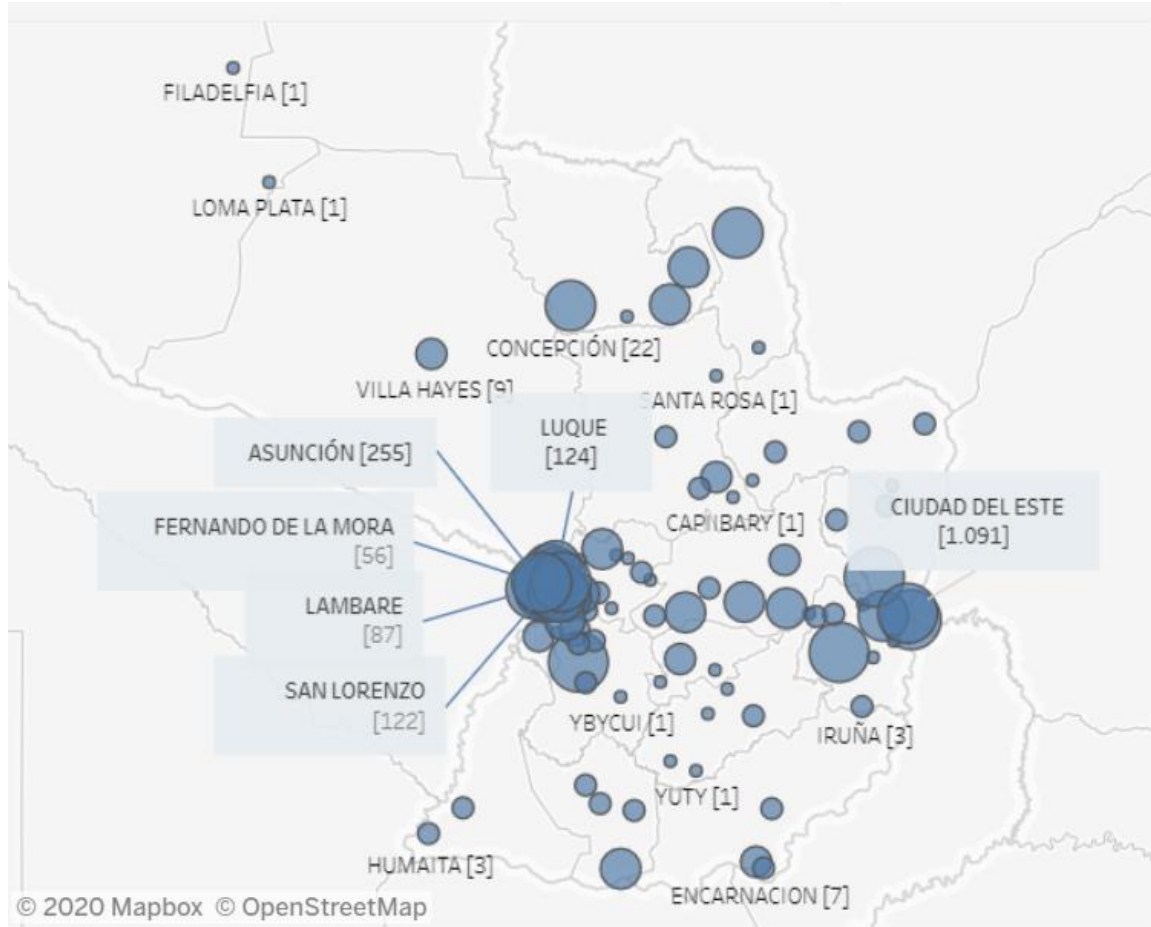 FILADELFIA [1]
LOMA PLATA [1]
CONCEPCIÓN [22]
VILLA HAYES [9]
SANTA ROSA [1]
LUQUE
[124]
ASUNCIÓN [255]
CIUDAD DEL ESTE
[1.091]
FERNANDO DE LA MORA
[56]
CAPIIBARY [1]
LAMBARE
[87]
SAN LORENZO
[122]
YBYCUI [1]
IRUÑA [3]
YUTY [1]
HUMAITA [3]
ENCARNACION [7]
© 2020 Mapbox © OpenStreetMap